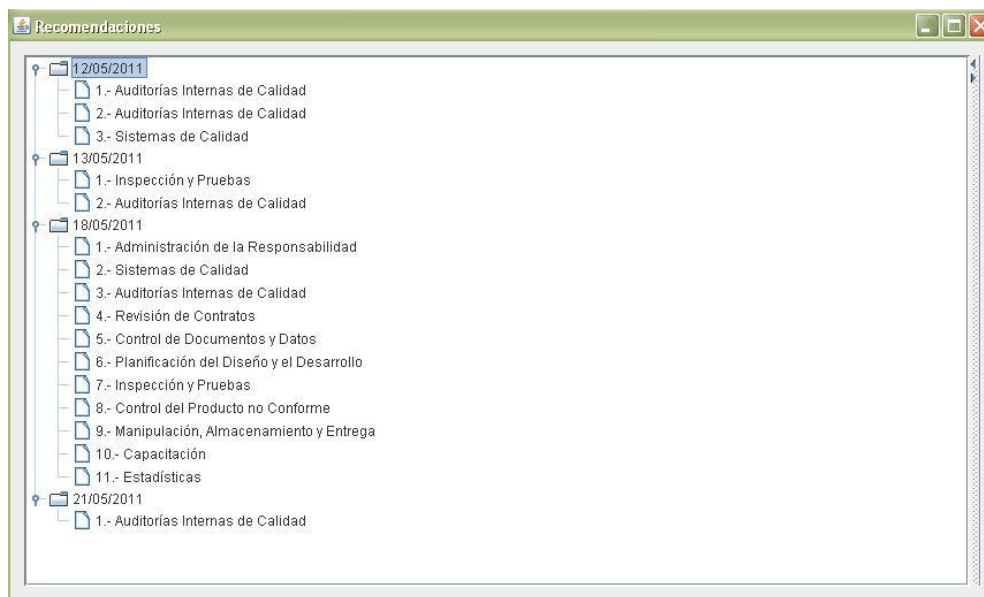 Recomendaciones
12/05/2011
1.- Auditorías Internas de Calidad
2.- Auditorías Internas de Calidad
3.- Sistemas de Calidad
13/05/2011
1.- Inspección y Pruebas
2.- Auditorías Internas de Calidad
18/05/2011
1.- Administración de la Responsabilidad
2.- Sistemas de Calidad
3.- Auditorías Internas de Calidad
4.- Revisión de Contratos
5.- Control de Documentos y Datos
6.- Planificación del Diseño y el Desarrollo
7.- Inspección y Pruebas
8.- Control del Producto no Conforme
9.- Manipulación, Almacenamiento y Entrega
10.- Capacitación
11.- Estadísticas
21/05/2011
1.- Auditorías Internas de Calidad